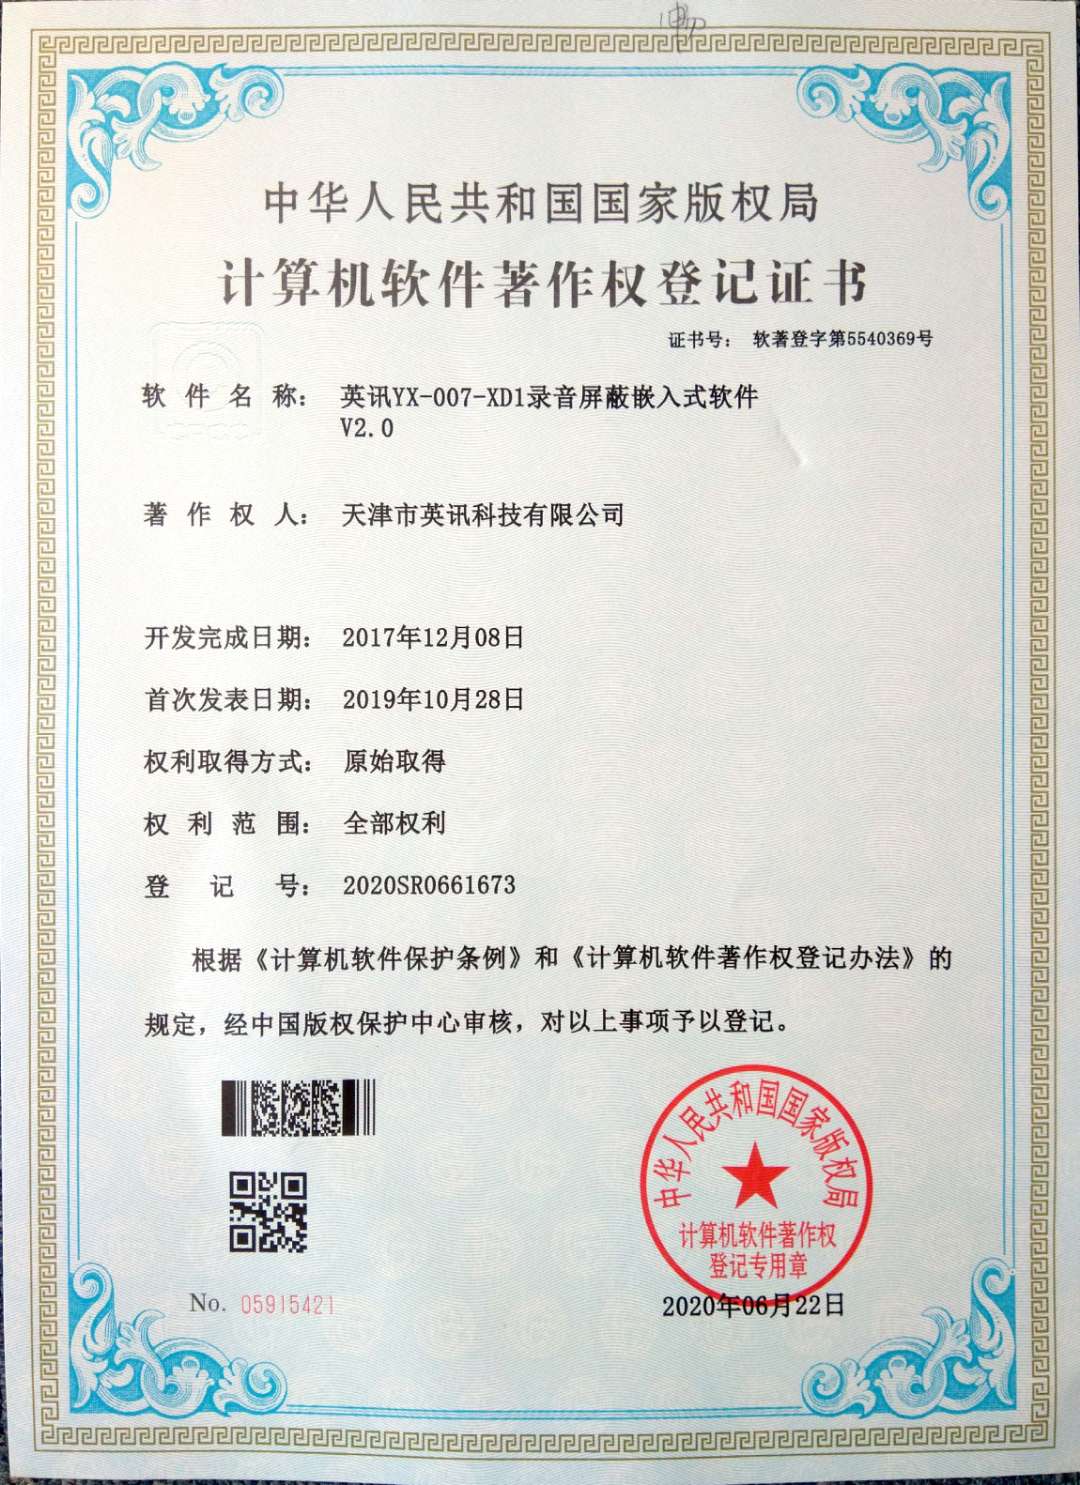 中华人民共和国国家版权局
计算机软件著作权登记证书
证书号： 软著登字第5540369号
软件名称： 英讯YX-007-XD1录音屏蔽嵌入式软件
V2.0
著作权人： 天津市英讯科技有限公司
开发完成日期： 2017年12月08日
首次发表日期： 2019年10月28日
权利取得方式： 原始取得
权利范围： 全部权利
登记号： 2020SR0661673
根据《计算机软件保护条例》和《计算机软件著作权登记办法》的
规定，经中国版权保护中心审核，对以上事项予以登记。
中华人民共和国国家版权局
计算机软件著作权
登记专用章
No. 05915421
2020年06月22日